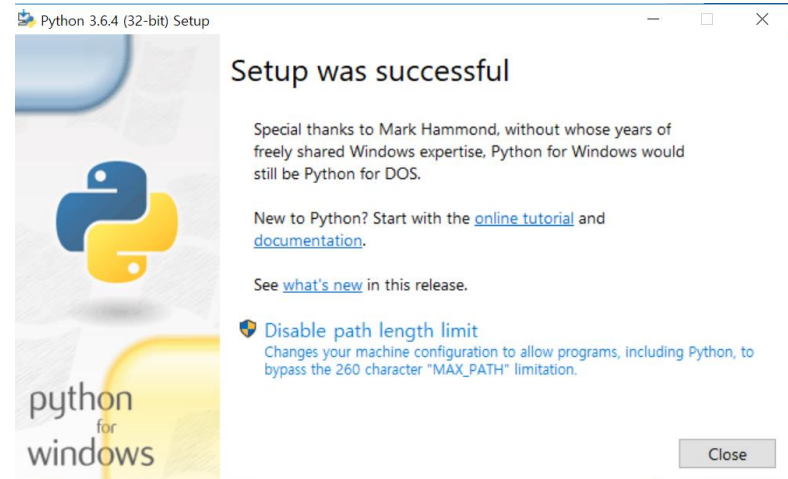 Python 3.6.4 (32-bit) Setup
Setup was successful
Special thanks to Mark Hammond, without whose years of
freely shared Windows expertise, Python for Windows would
still be Python for DOS.
New to Python? Start with the online tutorial and
documentation.
See what's new in this release.
Disable path length limit
Changes your machine configuration to allow programs, including Python, to
bypass the 260 character "MAX_PATH" limitation.
python
for
windows
Close